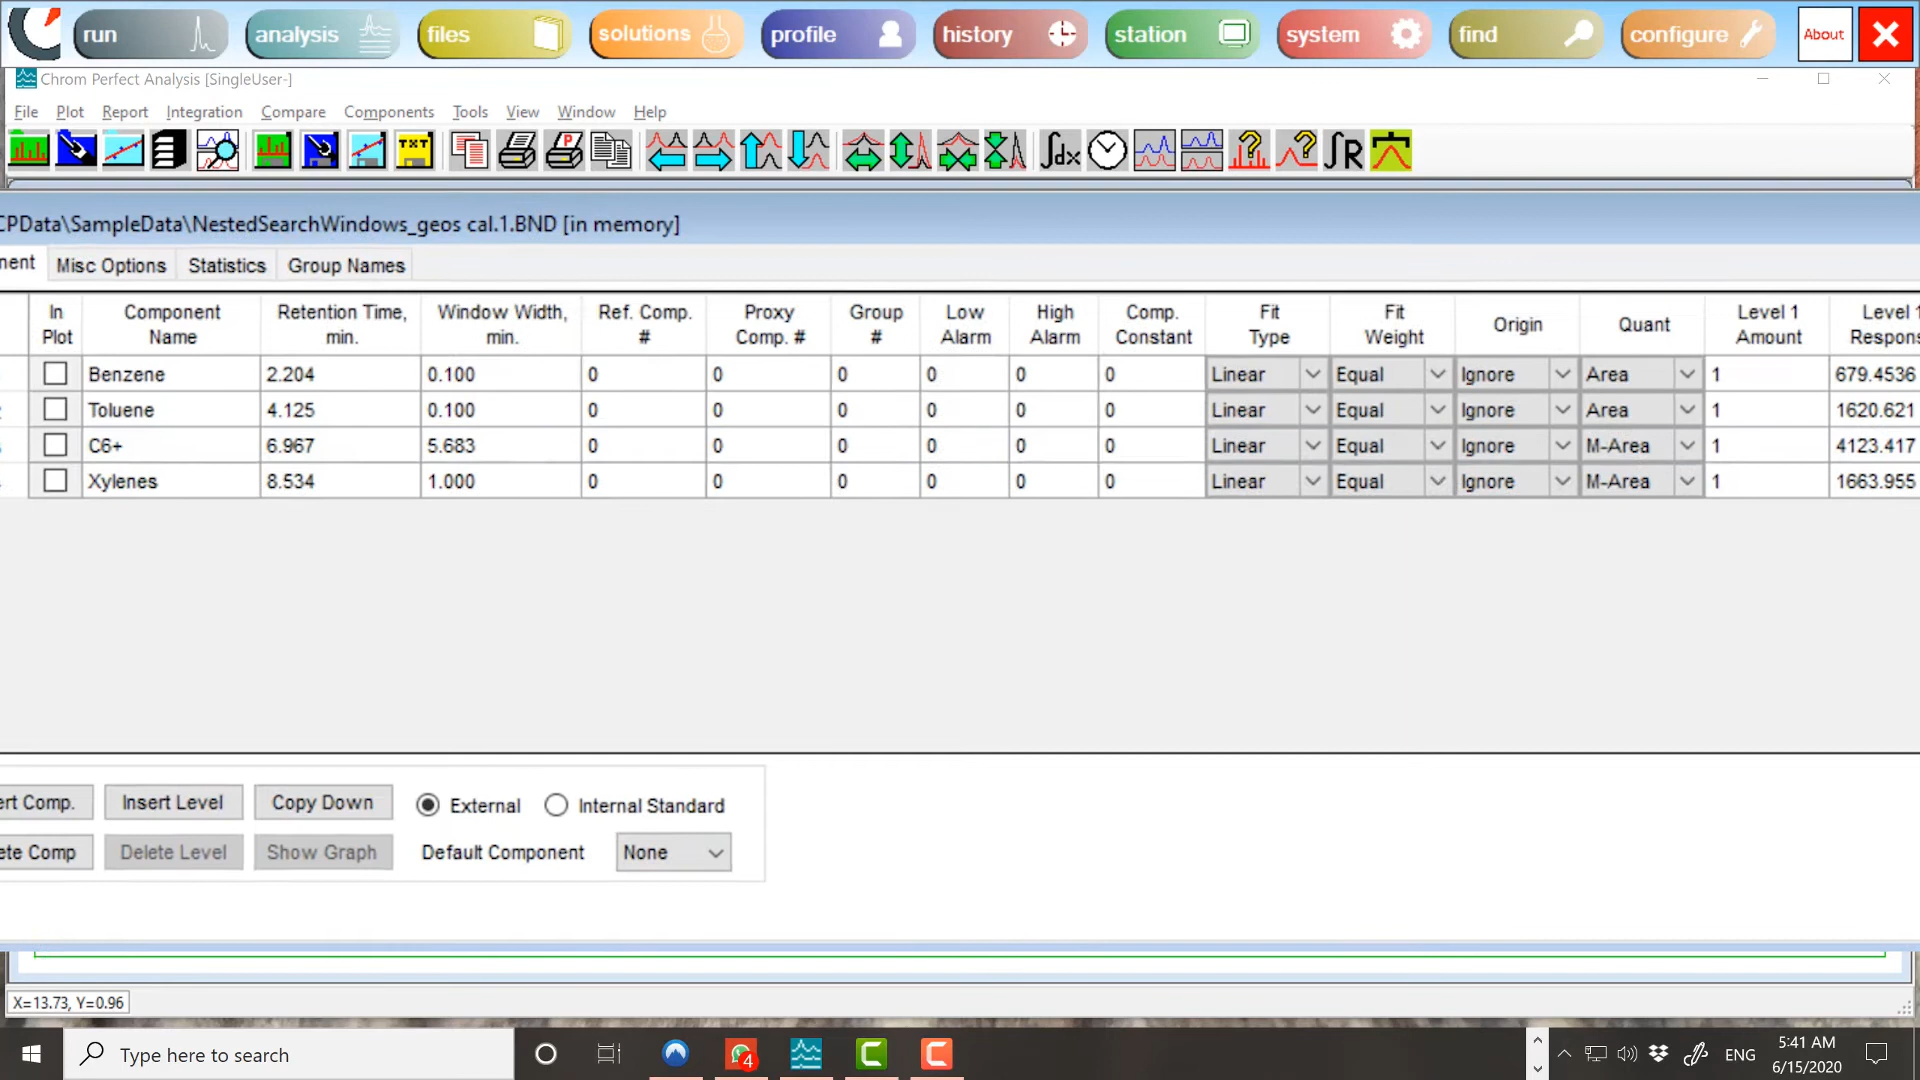 run analysis files solutions profile history station system find configure About
Chrom Perfect Analysis [SingleUser-]
File Plot Report Integration Compare Components Tools View Window Help
TXT P ∫dx ? ? ∫R
CPData\SampleData\NestedSearchWindows_geos cal.1.BND [in memory]
nent Misc Options Statistics Group Names
In Component Retention Time, Window Width, Ref. Comp. Proxy Group Low High Comp. Fit Fit Origin Quant Level 1 Level 1
Plot Name min. min. # Comp. # # Alarm Alarm Constant Type Weight Amount Respons
Benzene 2.204 0.100 0 0 0 0 0 0 Linear Equal Ignore Area 1 679.4536
Toluene 4.125 0.100 0 0 0 0 0 0 Linear Equal Ignore Area 1 1620.621
C6+ 6.967 5.683 0 0 0 0 0 0 Linear Equal Ignore M-Area 1 4123.417
Xylenes 8.534 1.000 0 0 0 0 0 0 Linear Equal Ignore M-Area 1 1663.955
ert Comp. Insert Level Copy Down External Internal Standard
ete Comp Delete Level Show Graph Default Component None
X=13.73, Y=0.96
Type here to search 4 ENG 5:41 AM
6/15/2020